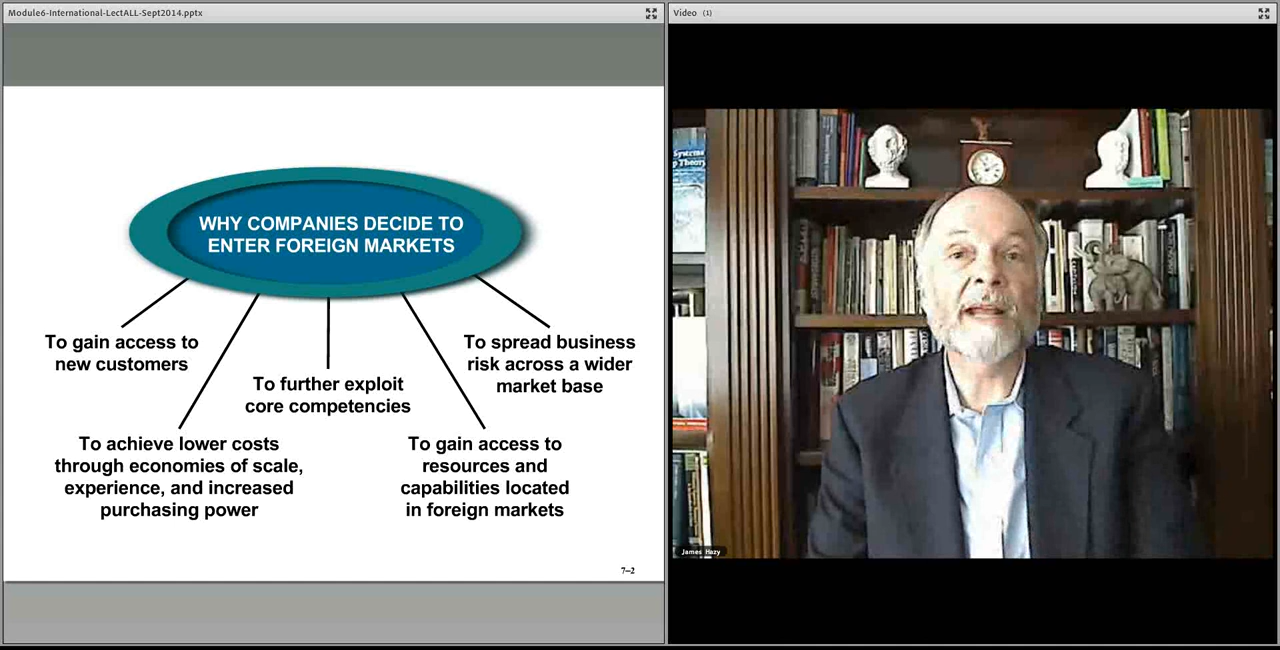 Module6-International-LectALL-Sept2014.pptx
WHY COMPANIES DECIDE TO
ENTER FOREIGN MARKETS
To gain access to
new customers
To achieve lower costs
through economies of scale,
experience, and increased
purchasing power
To further exploit
core competencies
To gain access to
resources and
capabilities located
in foreign markets
To spread business
risk across a wider
market base
7–2
Video (1)
Systems
Theory
James Hazy